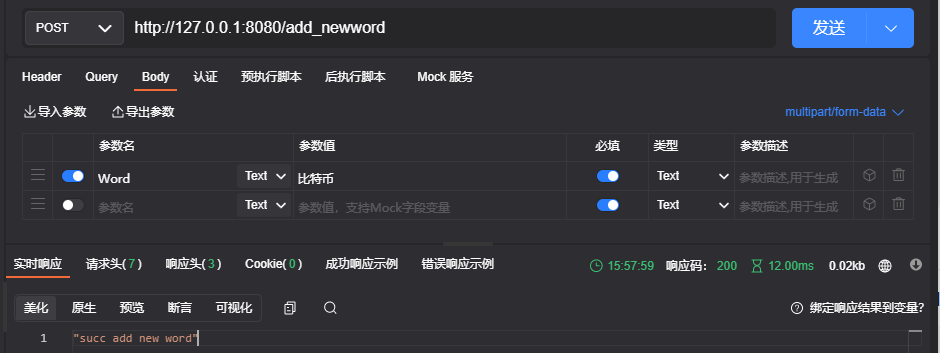 POST http://127.0.0.1:8080/add_newword 发送
Header Query Body 认证 预执行脚本 后执行脚本 Mock 服务
导入参数 导出参数 multipart/form-data
参数名 参数值 必填 类型 参数描述
Word Text 比特币 Text 参数描述,用于生成
参数名 Text 参数值，支持Mock字段变量 Text 参数描述,用于生成
实时响应 请求头(7) 响应头(3) Cookie(0) 成功响应示例 错误响应示例 15:57:59 响应码: 200 12.00ms 0.02kb
美化 原生 预览 断言 可视化 绑定响应结果到变量?
1 "succ add new word"